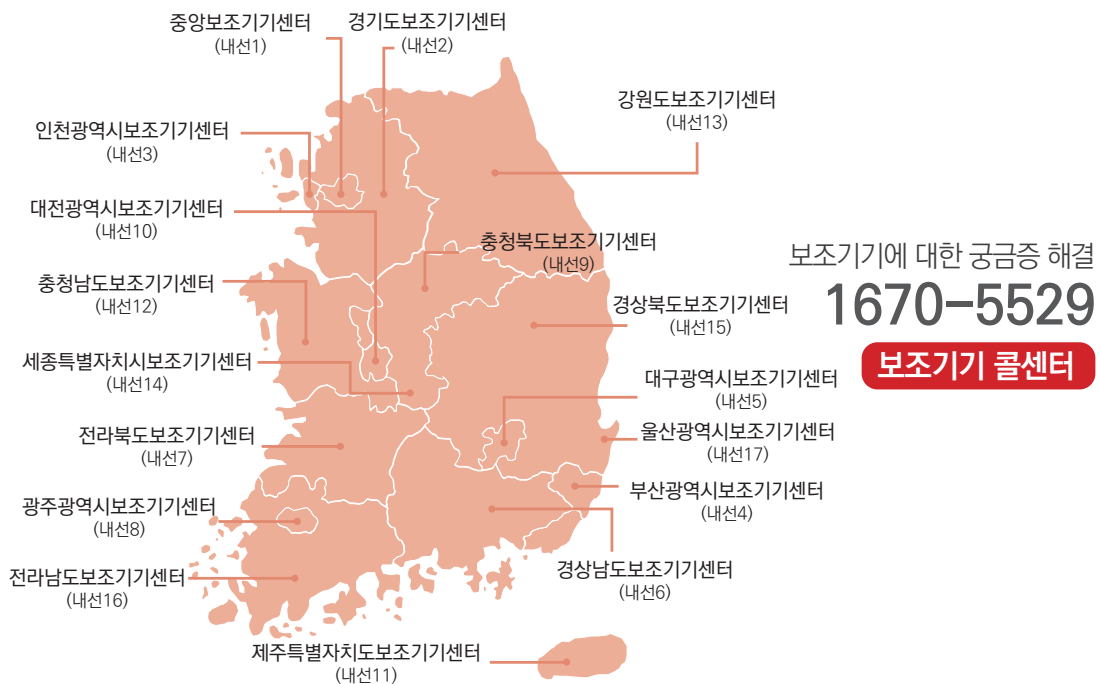 중앙보조기기센터
(내선1)
경기도보조기기센터
(내선2)
강원도보조기기센터
(내선13)
인천광역시보조기기센터
(내선3)
대전광역시보조기기센터
(내선10)
충청북도보조기기센터
(내선9)
충청남도보조기기센터
(내선12)
경상북도보조기기센터
(내선15)
세종특별자치시보조기기센터
(내선14)
대구광역시보조기기센터
(내선5)
전라북도보조기기센터
(내선7)
울산광역시보조기기센터
(내선17)
부산광역시보조기기센터
(내선4)
광주광역시보조기기센터
(내선8)
경상남도보조기기센터
(내선6)
전라남도보조기기센터
(내선16)
제주특별자치도보조기기센터
(내선11)
보조기기에 대한 궁금증 해결
1670-5529
보조기기 콜센터